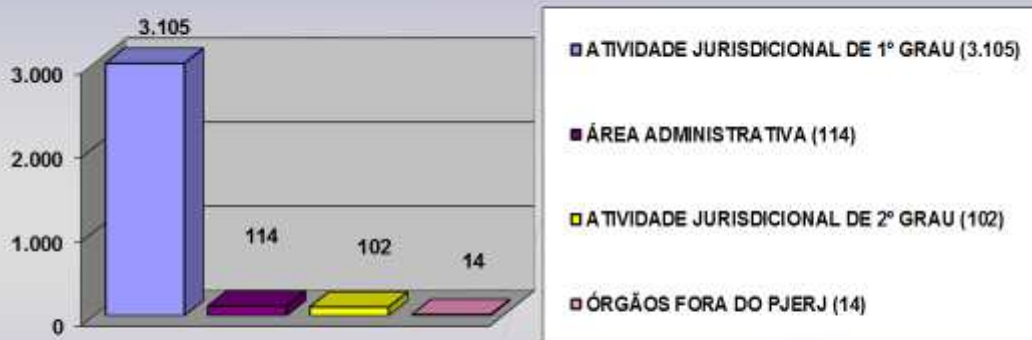 3.105
3.000
2.000
1.000
0
114
102
14
ATIVIDADE JURISDICIONAL DE 1º GRAU (3.105)
ÁREA ADMINISTRATIVA (114)
ATIVIDADE JURISDICIONAL DE 2º GRAU (102)
ÓRGÃOS FORA DO PJERJ (14)